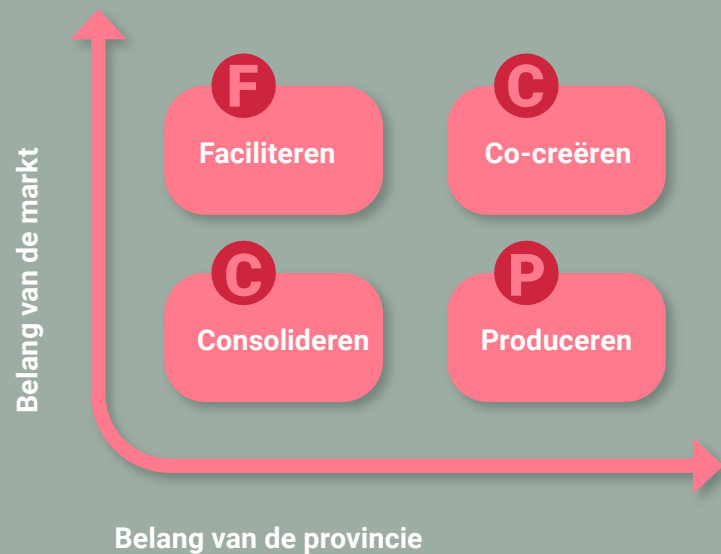 Belang van de markt
F
Faciliteren
C
Co-creëren
C
Consolideren
P
Produceren
Belang van de provincie